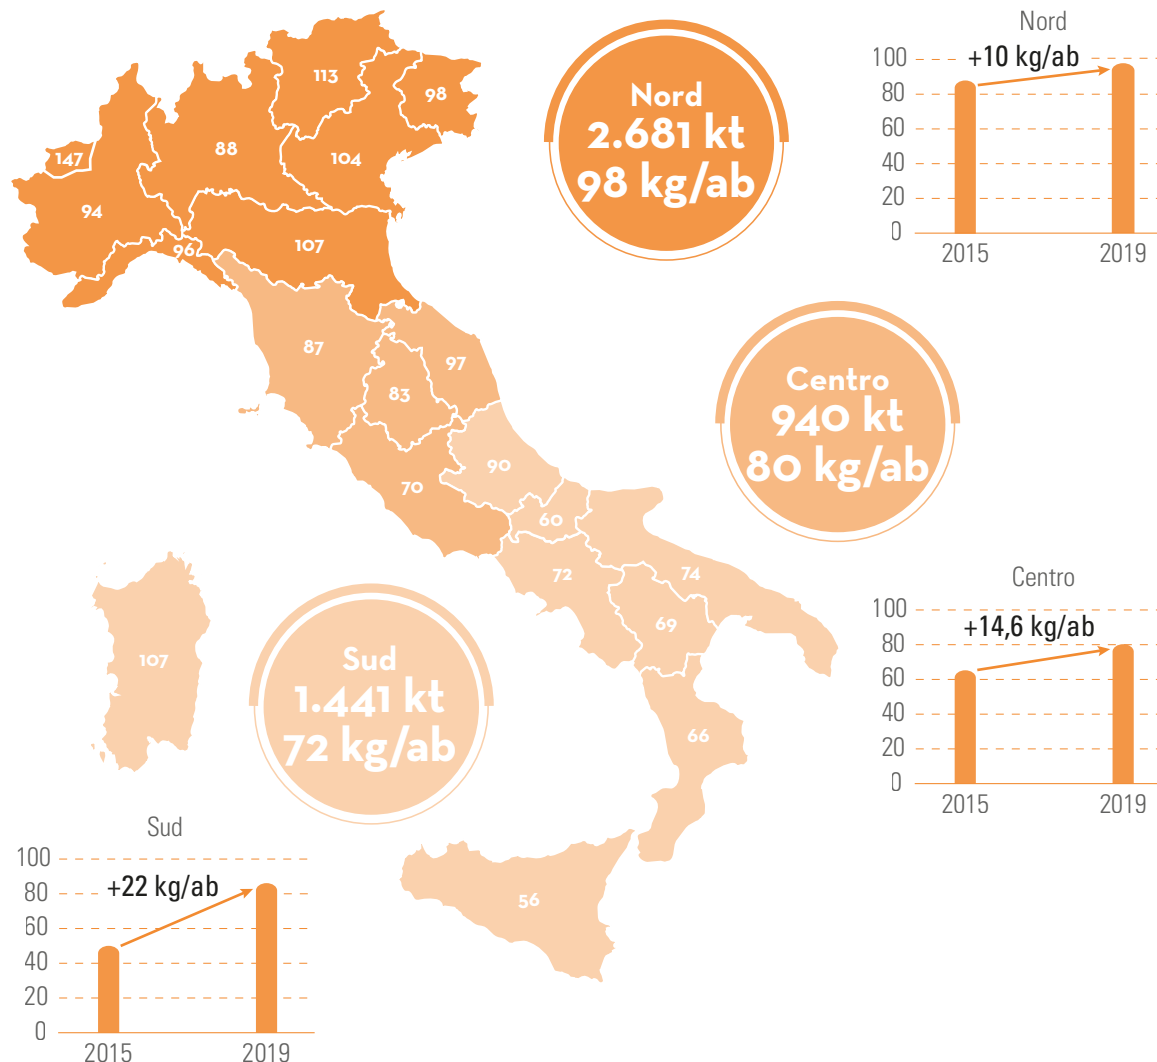 Nord
2.681 kt
98 kg/ab
Nord
+10 kg/ab
100
80
60
40
20
0
2015
2019
113
98
88
104
147
94
96
107
87
97
83
90
70
60
72
74
69
107
66
56
Centro
940 kt
80 kg/ab
Centro
+14,6 kg/ab
100
80
60
40
20
0
2015
2019
Sud
1.441 kt
72 kg/ab
Sud
+22 kg/ab
100
80
60
40
20
0
2015
2019